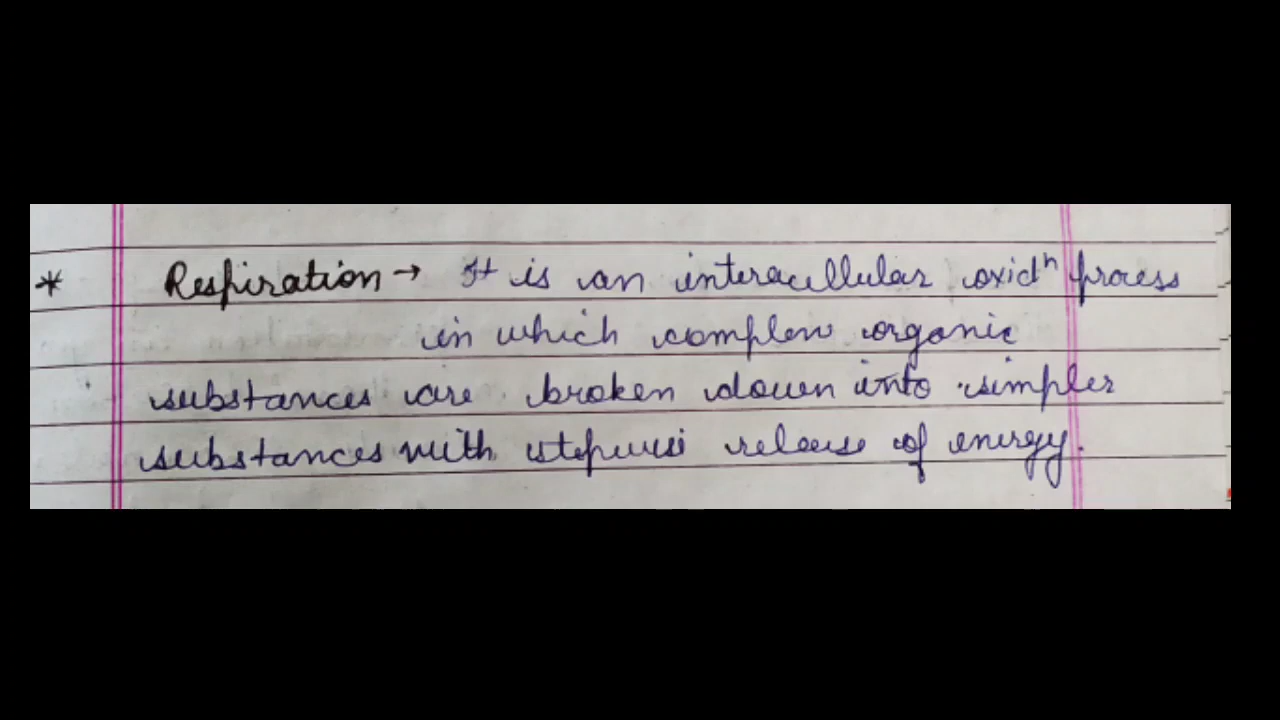 * Respiration → It is an interacellular oxidⁿ process
in which complex organic
substances are broken down into simpler
substances with stepwise release of energy.